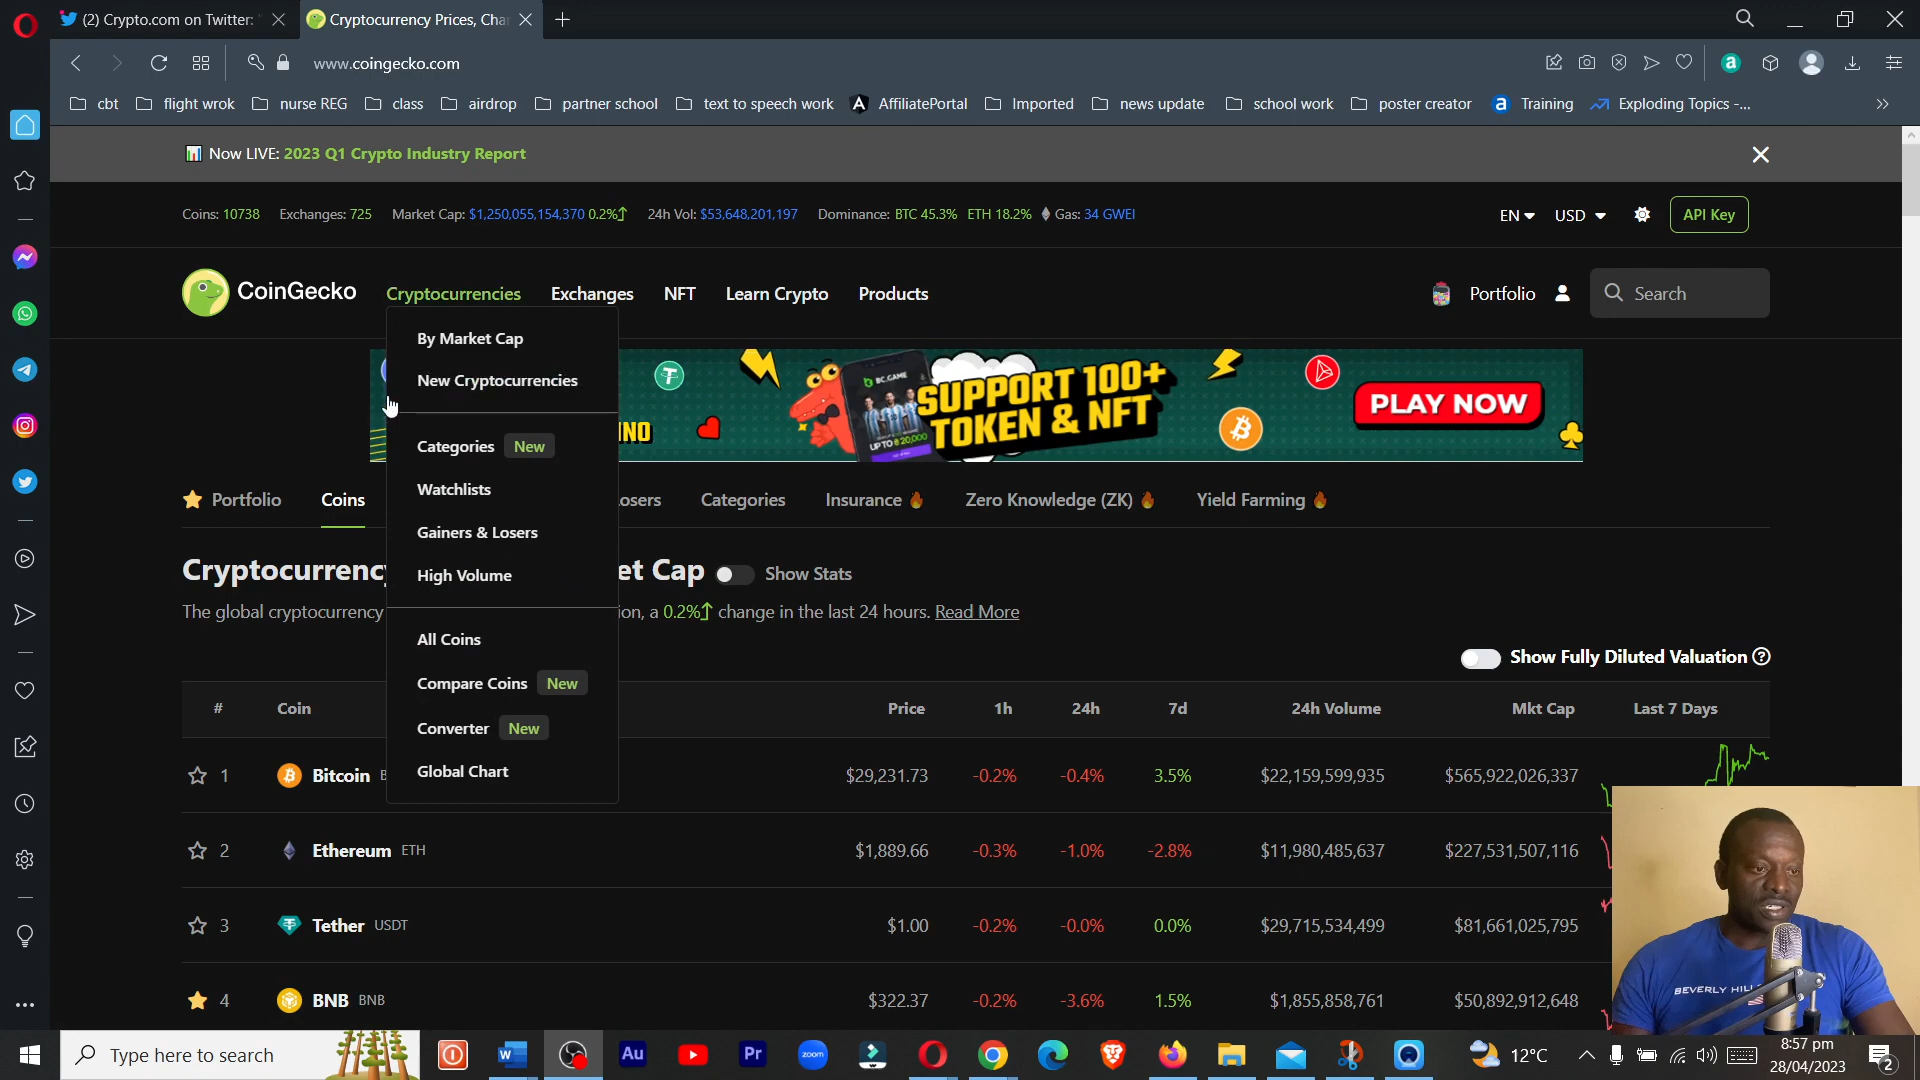 (2) Crypto.com on Twitter:
Cryptocurrency Prices, Cha
www.coingecko.com
cbt
flight wrok
nurse REG
class
airdrop
partner school
text to speech work
AffiliatePortal
Imported
news update
school work
poster creator
Training
Exploding Topics -...
Now LIVE: 2023 Q1 Crypto Industry Report
Coins: 10738 Exchanges: 725 Market Cap: $1,250,055,154,370 0.2% 24h Vol: $53,648,201,797 Dominance: BTC 45.3% ETH 18.2% Gas: 34 GWEI
EN USD API Key
CoinGecko Cryptocurrencies Exchanges NFT Learn Crypto Products Portfolio Search
By Market Cap
New Cryptocurrencies
Categories New
Watchlists
Gainers & Losers
High Volume
All Coins
Compare Coins New
Converter New
Global Chart
BC.GAME
UP TO 20,000
SUPPORT 100+
TOKEN & NFT
PLAY NOW
Portfolio Coins Categories Insurance Zero Knowledge (ZK) Yield Farming
Show Stats
The global cryptocurrency
a 0.2% change in the last 24 hours. Read More
Show Fully Diluted Valuation
# Coin Price 1h 24h 7d 24h Volume Mkt Cap Last 7 Days
1 Bitcoin $29,231.73 -0.2% -0.4% 3.5% $22,159,599,935 $565,922,026,337
2 Ethereum ETH $1,889.66 -0.3% -1.0% -2.8% $11,980,485,637 $227,531,507,116
3 Tether USDT $1.00 -0.2% -0.0% 0.0% $29,715,534,499 $81,661,025,795
4 BNB BNB $322.37 -0.2% -3.6% 1.5% $1,855,858,761 $50,892,912,648
Type here to search
Au
Pr
zoom
12°C
8:57 pm
28/04/2023
2